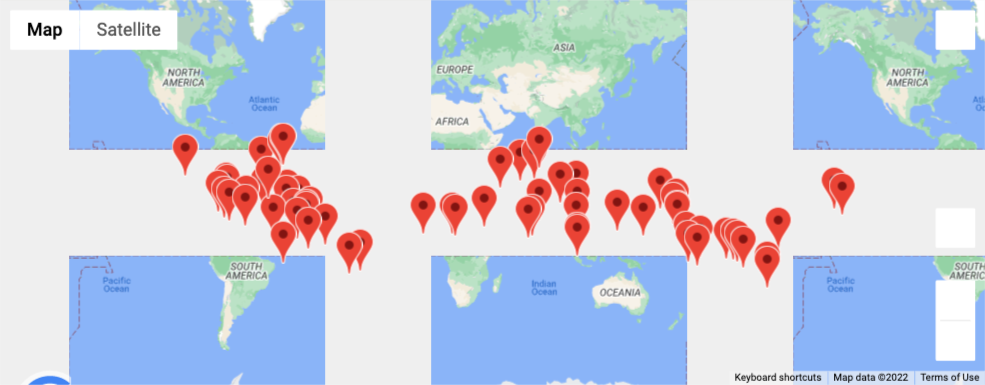 Map Satellite
NORTH
AMERICA
Atlantic
Ocean
ASIA
EUROPE
AFRICA
NORTH
AMERICA
SOUTH
AMERICA
Pacific
Ocean
Indian
Ocean
OCEANIA
Pacific
Ocean
SOUTH
Keyboard shortcuts Map data ©2022 Terms of Use